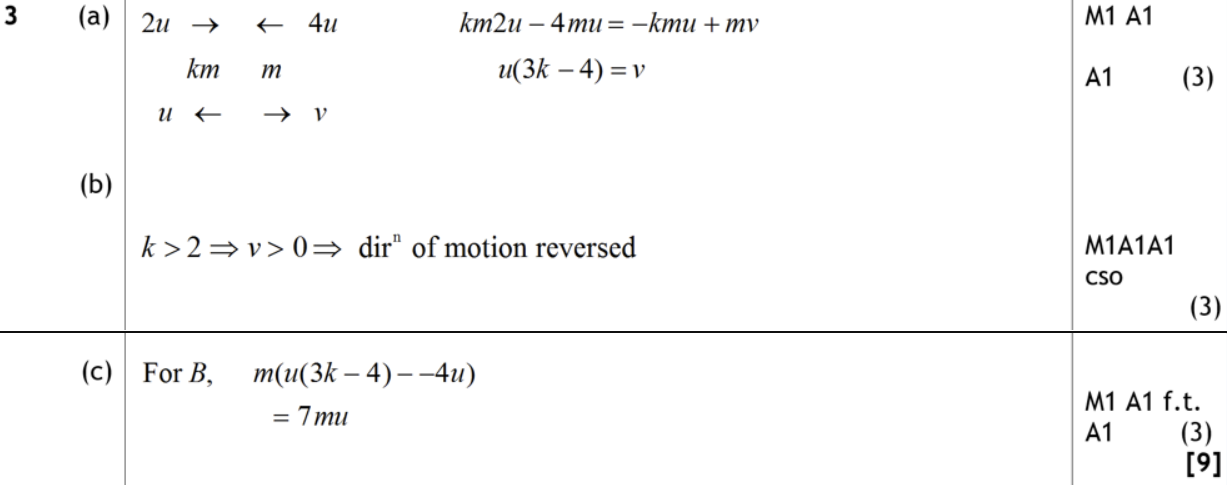 3 (a) 2u → ← 4u km2u – 4mu = –kmu + mv M1 A1
km m u(3k – 4) = v A1 (3)
u ← → v
(b)
k > 2 ⇒ v > 0 ⇒ dirⁿ of motion reversed M1A1A1
cso
(3)
(c) For B, m(u(3k – 4) – –4u)
= 7mu M1 A1 f.t.
A1 (3)
[9]